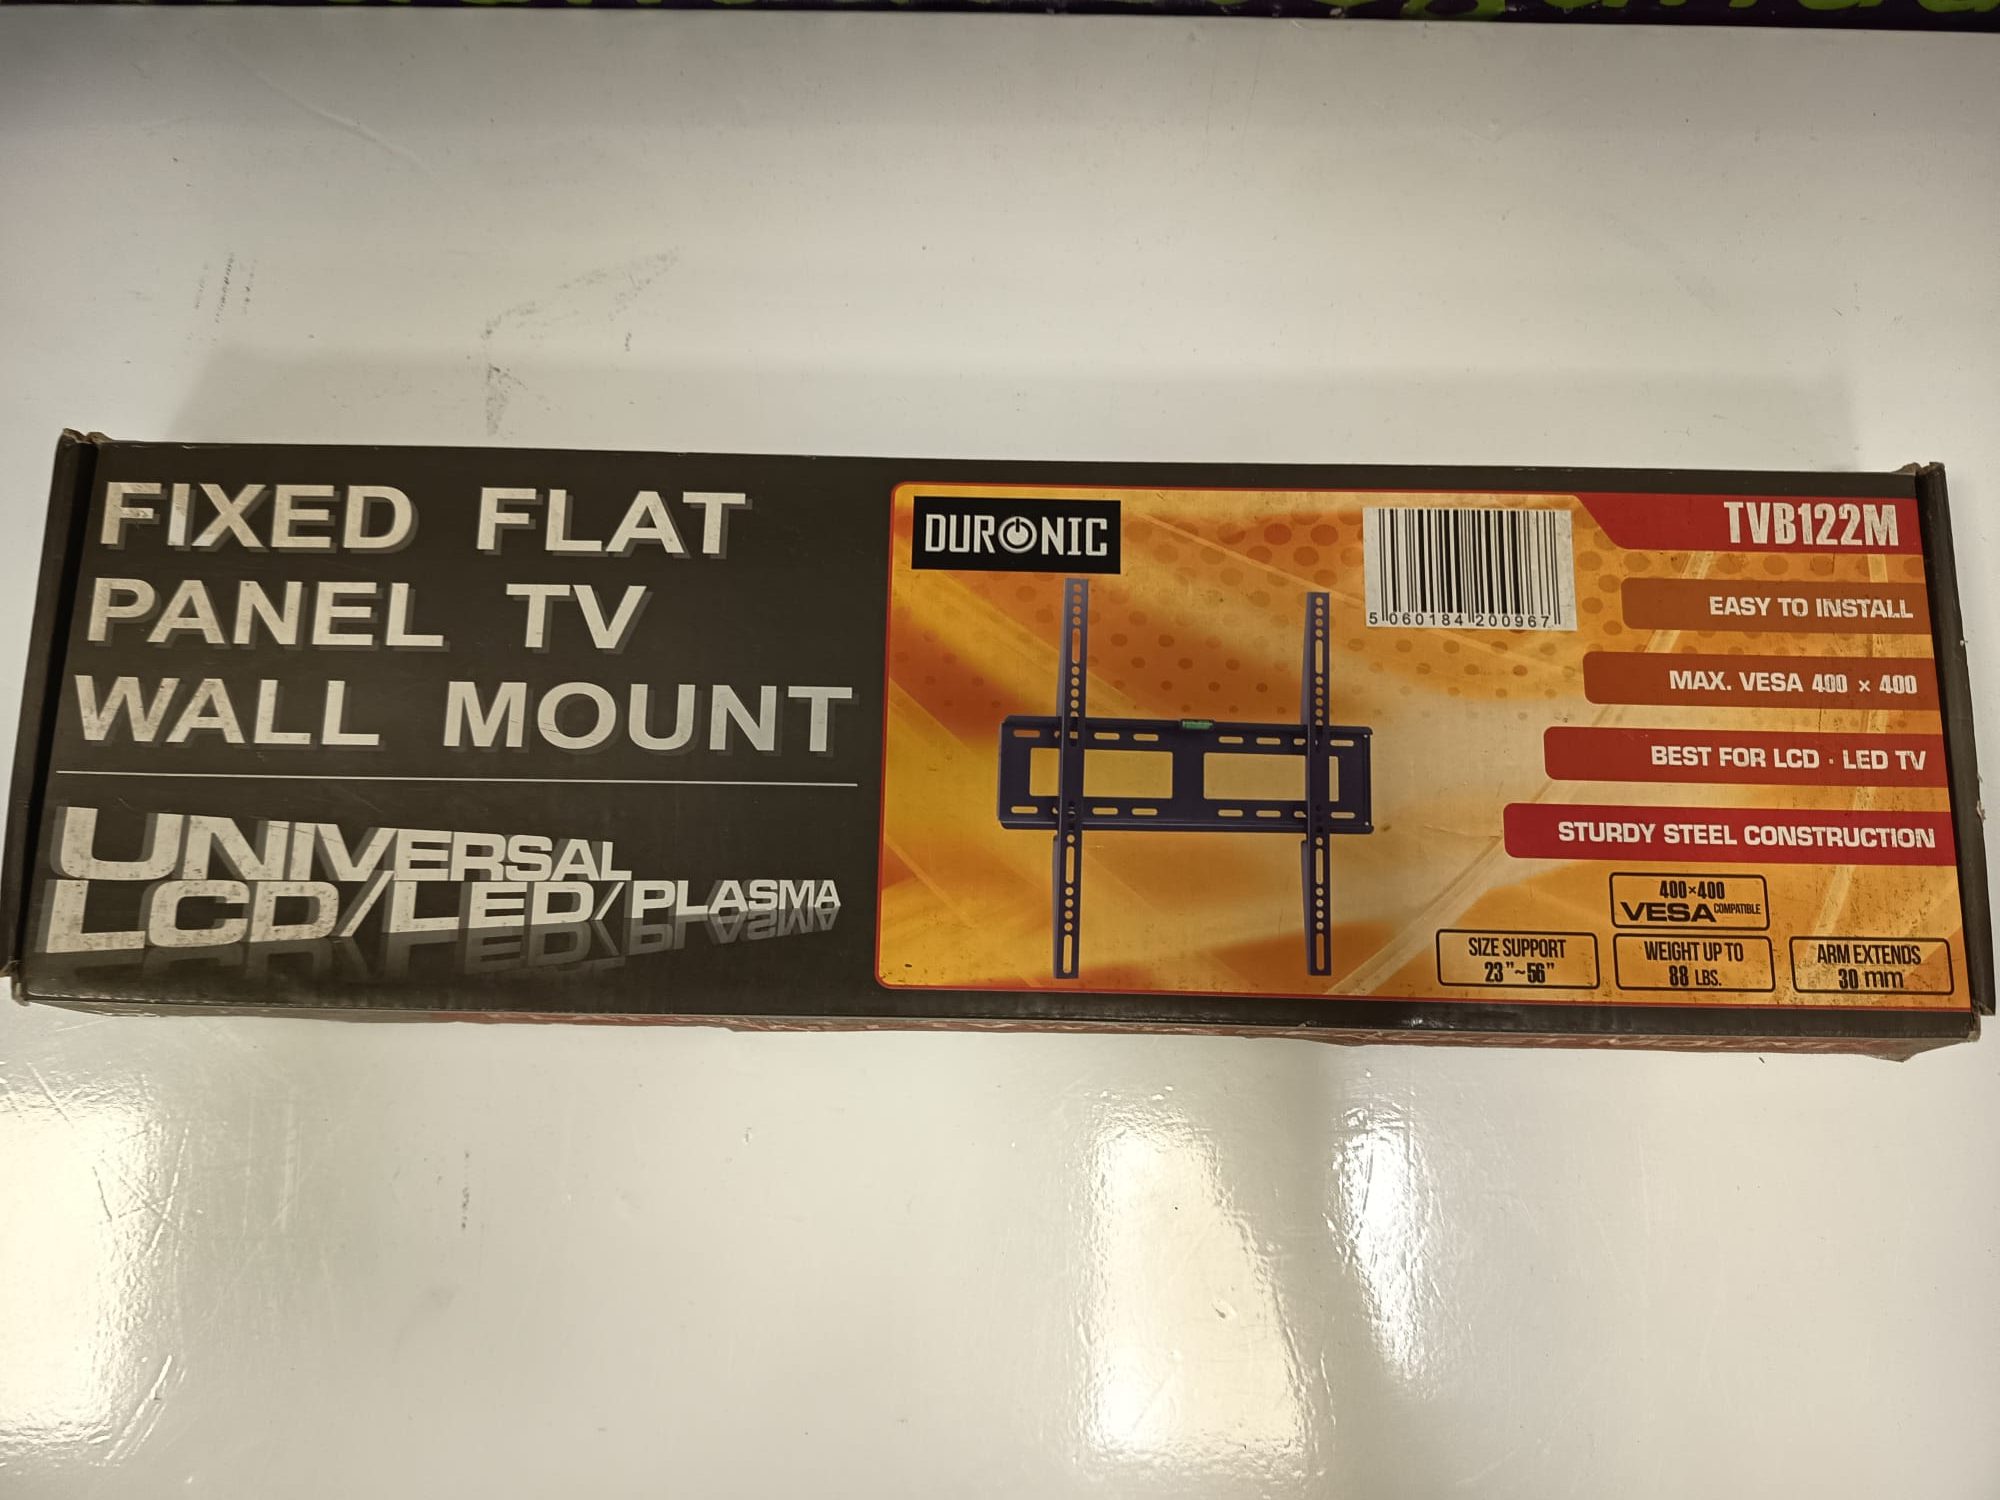 FIXED FLAT
PANEL TV
WALL MOUNT
UNIVERSAL
LCD/LED/PLASMA
DURONIC
5 060184 200967
TVB122M
EASY TO INSTALL
MAX. VESA 400 × 400
BEST FOR LCD · LED TV
STURDY STEEL CONSTRUCTION
400×400
VESA COMPATIBLE
SIZE SUPPORT
23"~56"
WEIGHT UP TO
88 LBS.
ARM EXTENDS
30 mm